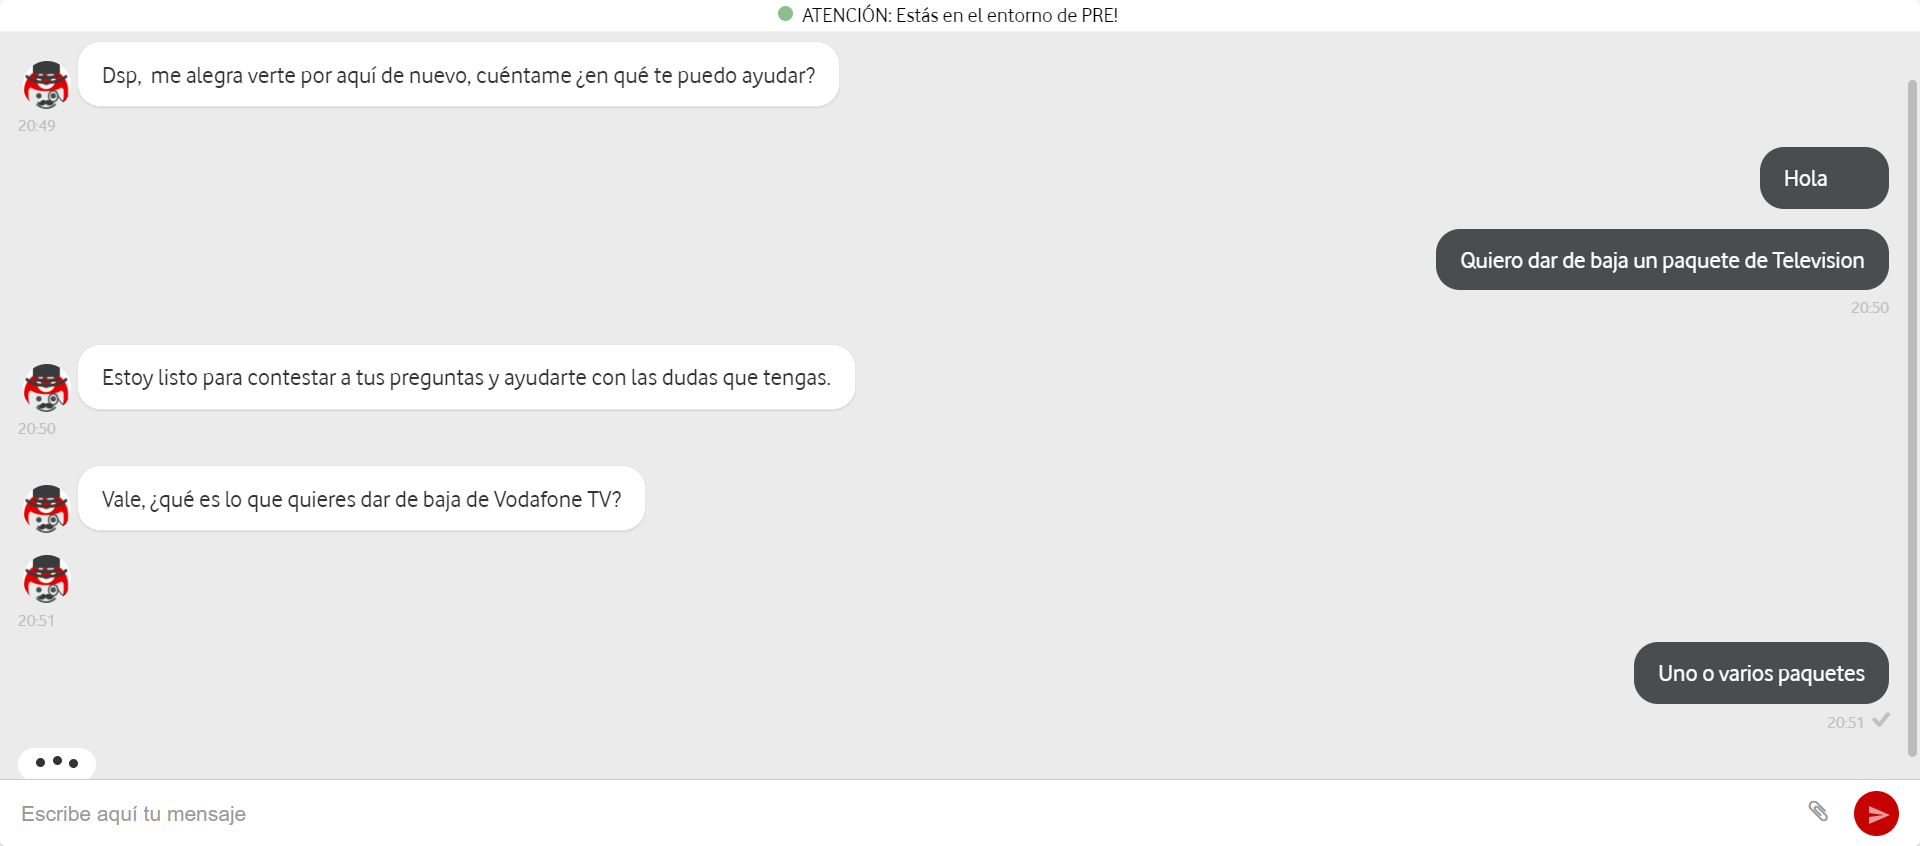 ATENCIÓN: Estás en el entorno de PRE!
Dsp,  me alegra verte por aquí de nuevo, cuéntame ¿en qué te puedo ayudar?
20:49
Hola
Quiero dar de baja un paquete de Television
20:50
Estoy listo para contestar a tus preguntas y ayudarte con las dudas que tengas.
20:50
Vale, ¿qué es lo que quieres dar de baja de Vodafone TV?
20:51
Uno o varios paquetes
20:51
Escribe aquí tu mensaje